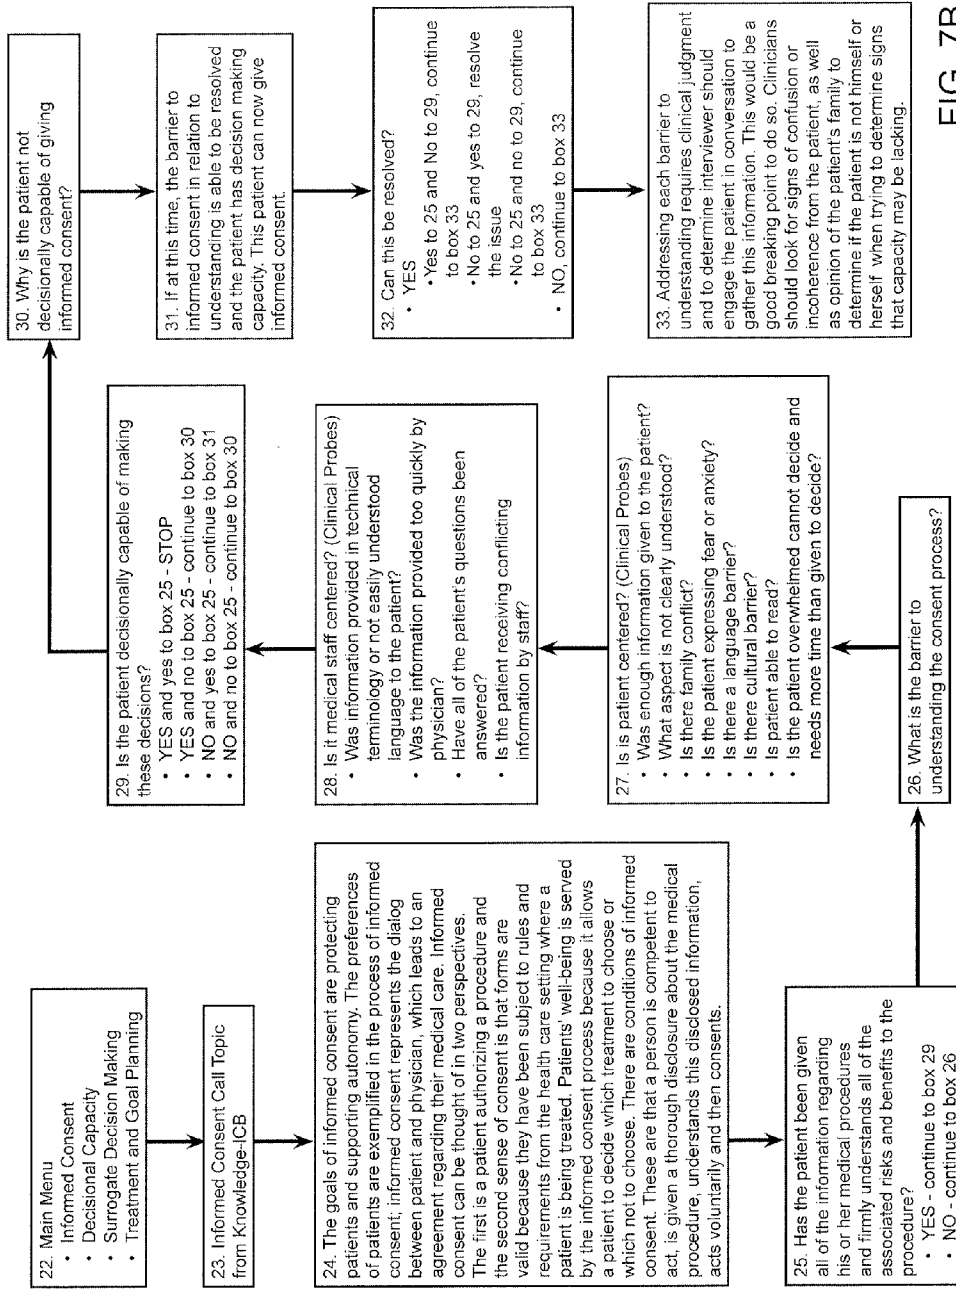 22. Main Menu
• Informed Consent
• Decisional Capacity
• Surrogate Decision Making
• Treatment and Goal Planning
23. Informed Consent Call Topic
from Knowledge-ICB
24. The goals of informed consent are protecting
patients and supporting autonomy. The preferences
of patients are exemplified in the process of informed
consent; informed consent represents the dialog
between patient and physician, which leads to an
agreement regarding their medical care. Informed
consent can be thought of in two perspectives.
The first is a patient authorizing a procedure and
the second sense of consent is that forms are
valid because they have been subject to rules and
requirements from the health care setting where a
patient is being treated. Patients' well-being is served
by the informed consent process because it allows
a patient to decide which treatment to choose or
which not to choose. There are conditions of informed
consent. These are that a person is competent to
act, is given a thorough disclosure about the medical
procedure, understands this disclosed information,
acts voluntarily and then consents.
25. Has the patient been given
all of the information regarding
his or her medical procedures
and firmly understands all of the
associated risks and benefits to the
procedure?
• YES - continue to box 29
• NO - continue to box 26
26. What is the barrier to
understanding the consent process?
27. Is is patient centered? (Clinical Probes)
• Was enough information given to the patient?
• What aspect is not clearly understood?
• Is there family conflict?
• Is the patient expressing fear or anxiety?
• Is there a language barrier?
• Is there cultural barrier?
• Is patient able to read?
• Is the patient overwhelmed cannot decide and
needs more time than given to decide?
28. Is it medical staff centered? (Clinical Probes)
• Was information provided in technical
terminology or not easily understood
language to the patient?
• Was the information provided too quickly by
physician?
• Have all of the patient's questions been
answered?
• Is the patient receiving conflicting
information by staff?
29. Is the patient decisionally capable of making
these decisions?
• YES and yes to box 25 - STOP
• YES and no to box 25 - continue to box 30
• NO and yes to box 25 - continue to box 31
• NO and no to box 25 - continue to box 30
30. Why is the patient not
decisionally capable of giving
informed consent?
31. If at this time, the barrier to
informed consent in relation to
understanding is able to be resolved
and the patient has decision making
capacity. This patient can now give
informed consent.
32. Can this be resolved?
• YES
• Yes to 25 and No to 29, continue
to box 33
• No to 25 and yes to 29, resolve
the issue
• No to 25 and no to 29, continue
to box 33
• NO, continue to box 33
33. Addressing each barrier to
understanding requires clinical judgment
and to determine interviewer should
engage the patient in conversation to
gather this information. This would be a
good breaking point to do so. Clinicians
should look for signs of confusion or
incoherence from the patient, as well
as opinion of the patient's family to
determine if the patient is not himself or
herself when trying to determine signs
that capacity may be lacking.
FIG. 7B